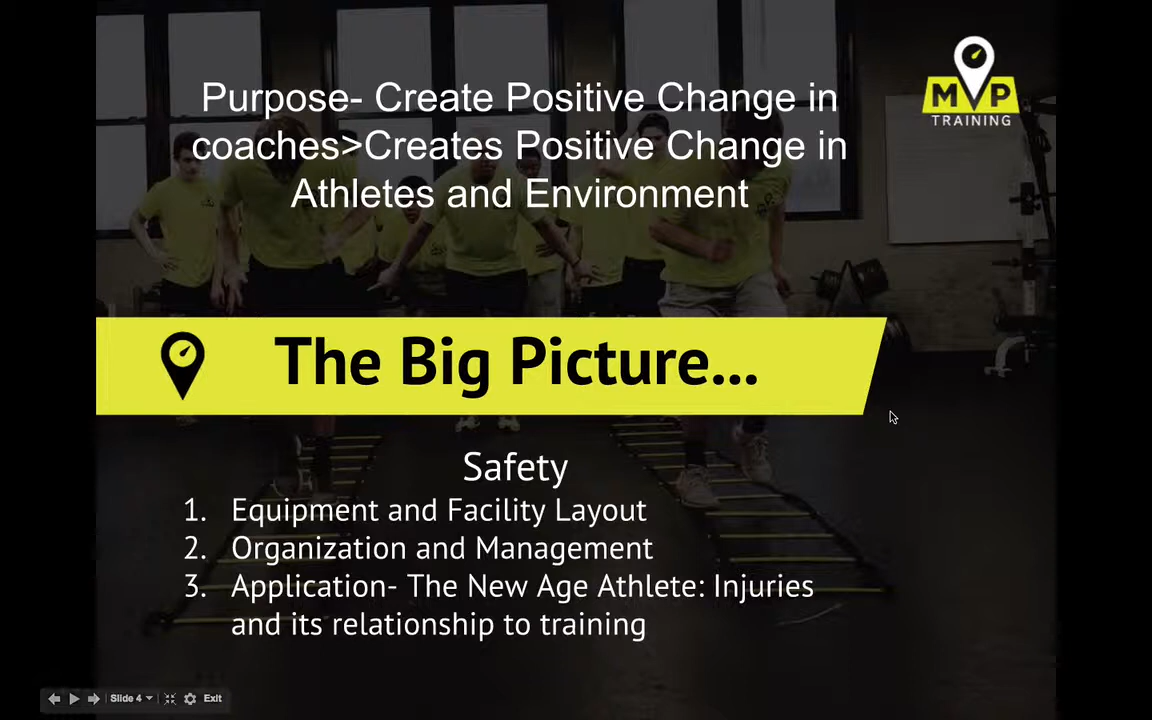 Purpose- Create Positive Change in
coaches>Creates Positive Change in
Athletes and Environment
MVP
TRAINING
The Big Picture...
Safety
1. Equipment and Facility Layout
2. Organization and Management
3. Application- The New Age Athlete: Injuries
and its relationship to training
Slide 4
Exit